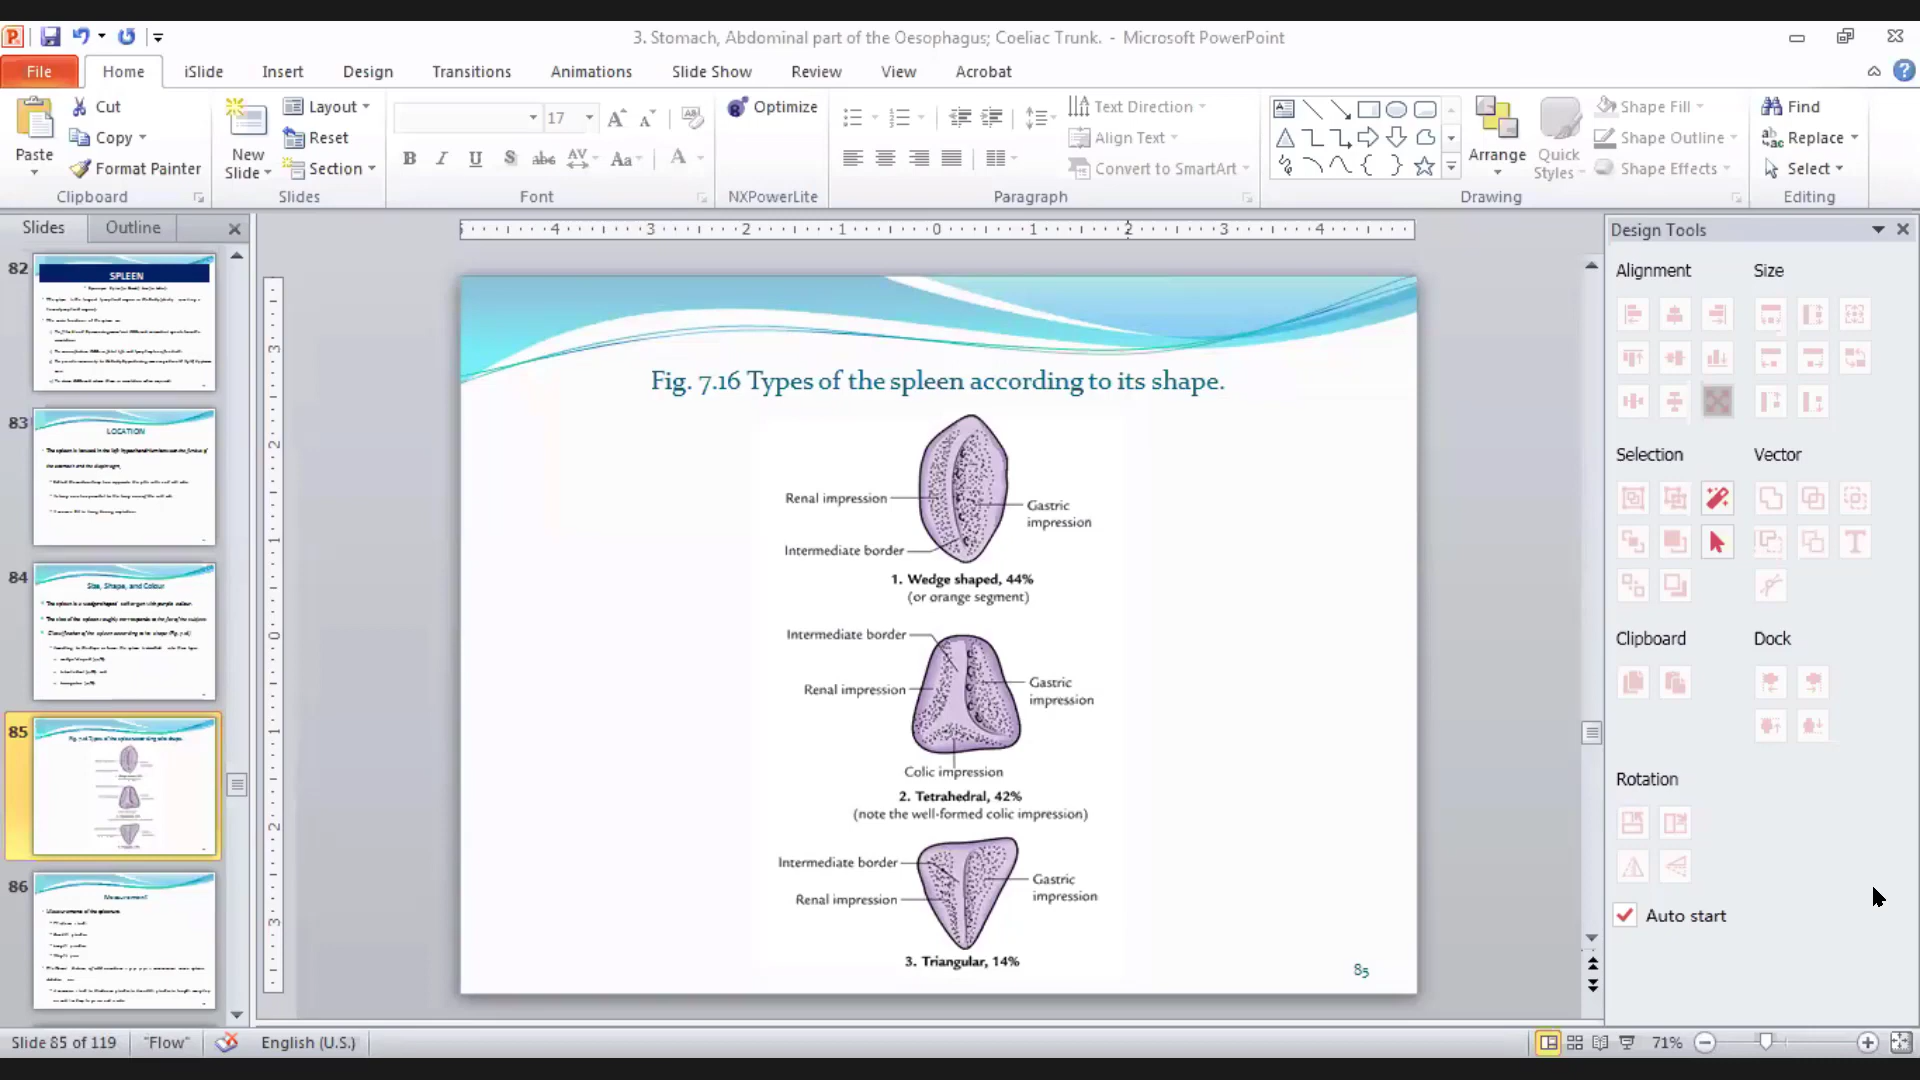 3. Stomach, Abdominal part of the Oesophagus; Coeliac Trunk. - Microsoft PowerPoint
File Home iSlide Insert Design Transitions Animations Slide Show Review View Acrobat
Paste
Cut
Copy
Format Painter
Clipboard
New
Slide
Layout
Reset
Section
Slides
17
Font
Optimize
NXPowerLite
Text Direction
Align Text
Convert to SmartArt
Paragraph
Arrange
Quick
Styles
Shape Fill
Shape Outline
Shape Effects
Drawing
Find
Replace
Select
Editing
Slides Outline
82
SPLEEN
83
LOCATION
84
Size, Shape, and Colour
85
86
Measurement
Fig. 7.16 Types of the spleen according to its shape.
Renal impression
Gastric
impression
Intermediate border
1. Wedge shaped, 44%
(or orange segment)
Intermediate border
Renal impression
Gastric
impression
Colic impression
2. Tetrahedral, 42%
(note the well-formed colic impression)
Intermediate border
Renal impression
Gastric
impression
3. Triangular, 14%
85
Design Tools
Alignment Size
Selection Vector
Clipboard Dock
Rotation
Auto start
Slide 85 of 119 "Flow" English (U.S.) 71%